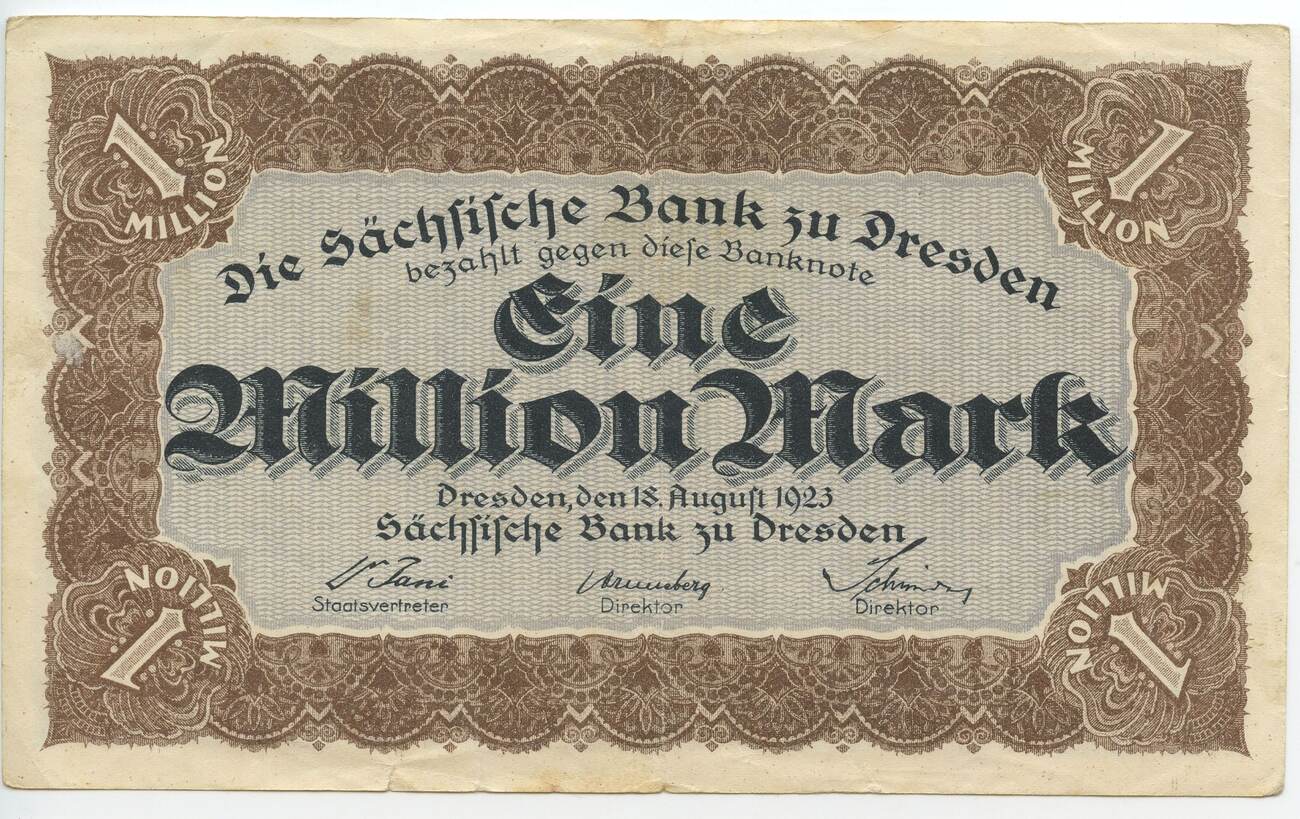 1 MILLION
1 MILLION
Die Sächsische Bank zu Dresden
bezahlt gegen diese Banknote
Eine
Million Mark
Dresden, den 18. August 1923
Sächsische Bank zu Dresden
Staatsvertreter Direktor Direktor
1 MILLION
1 MILLION